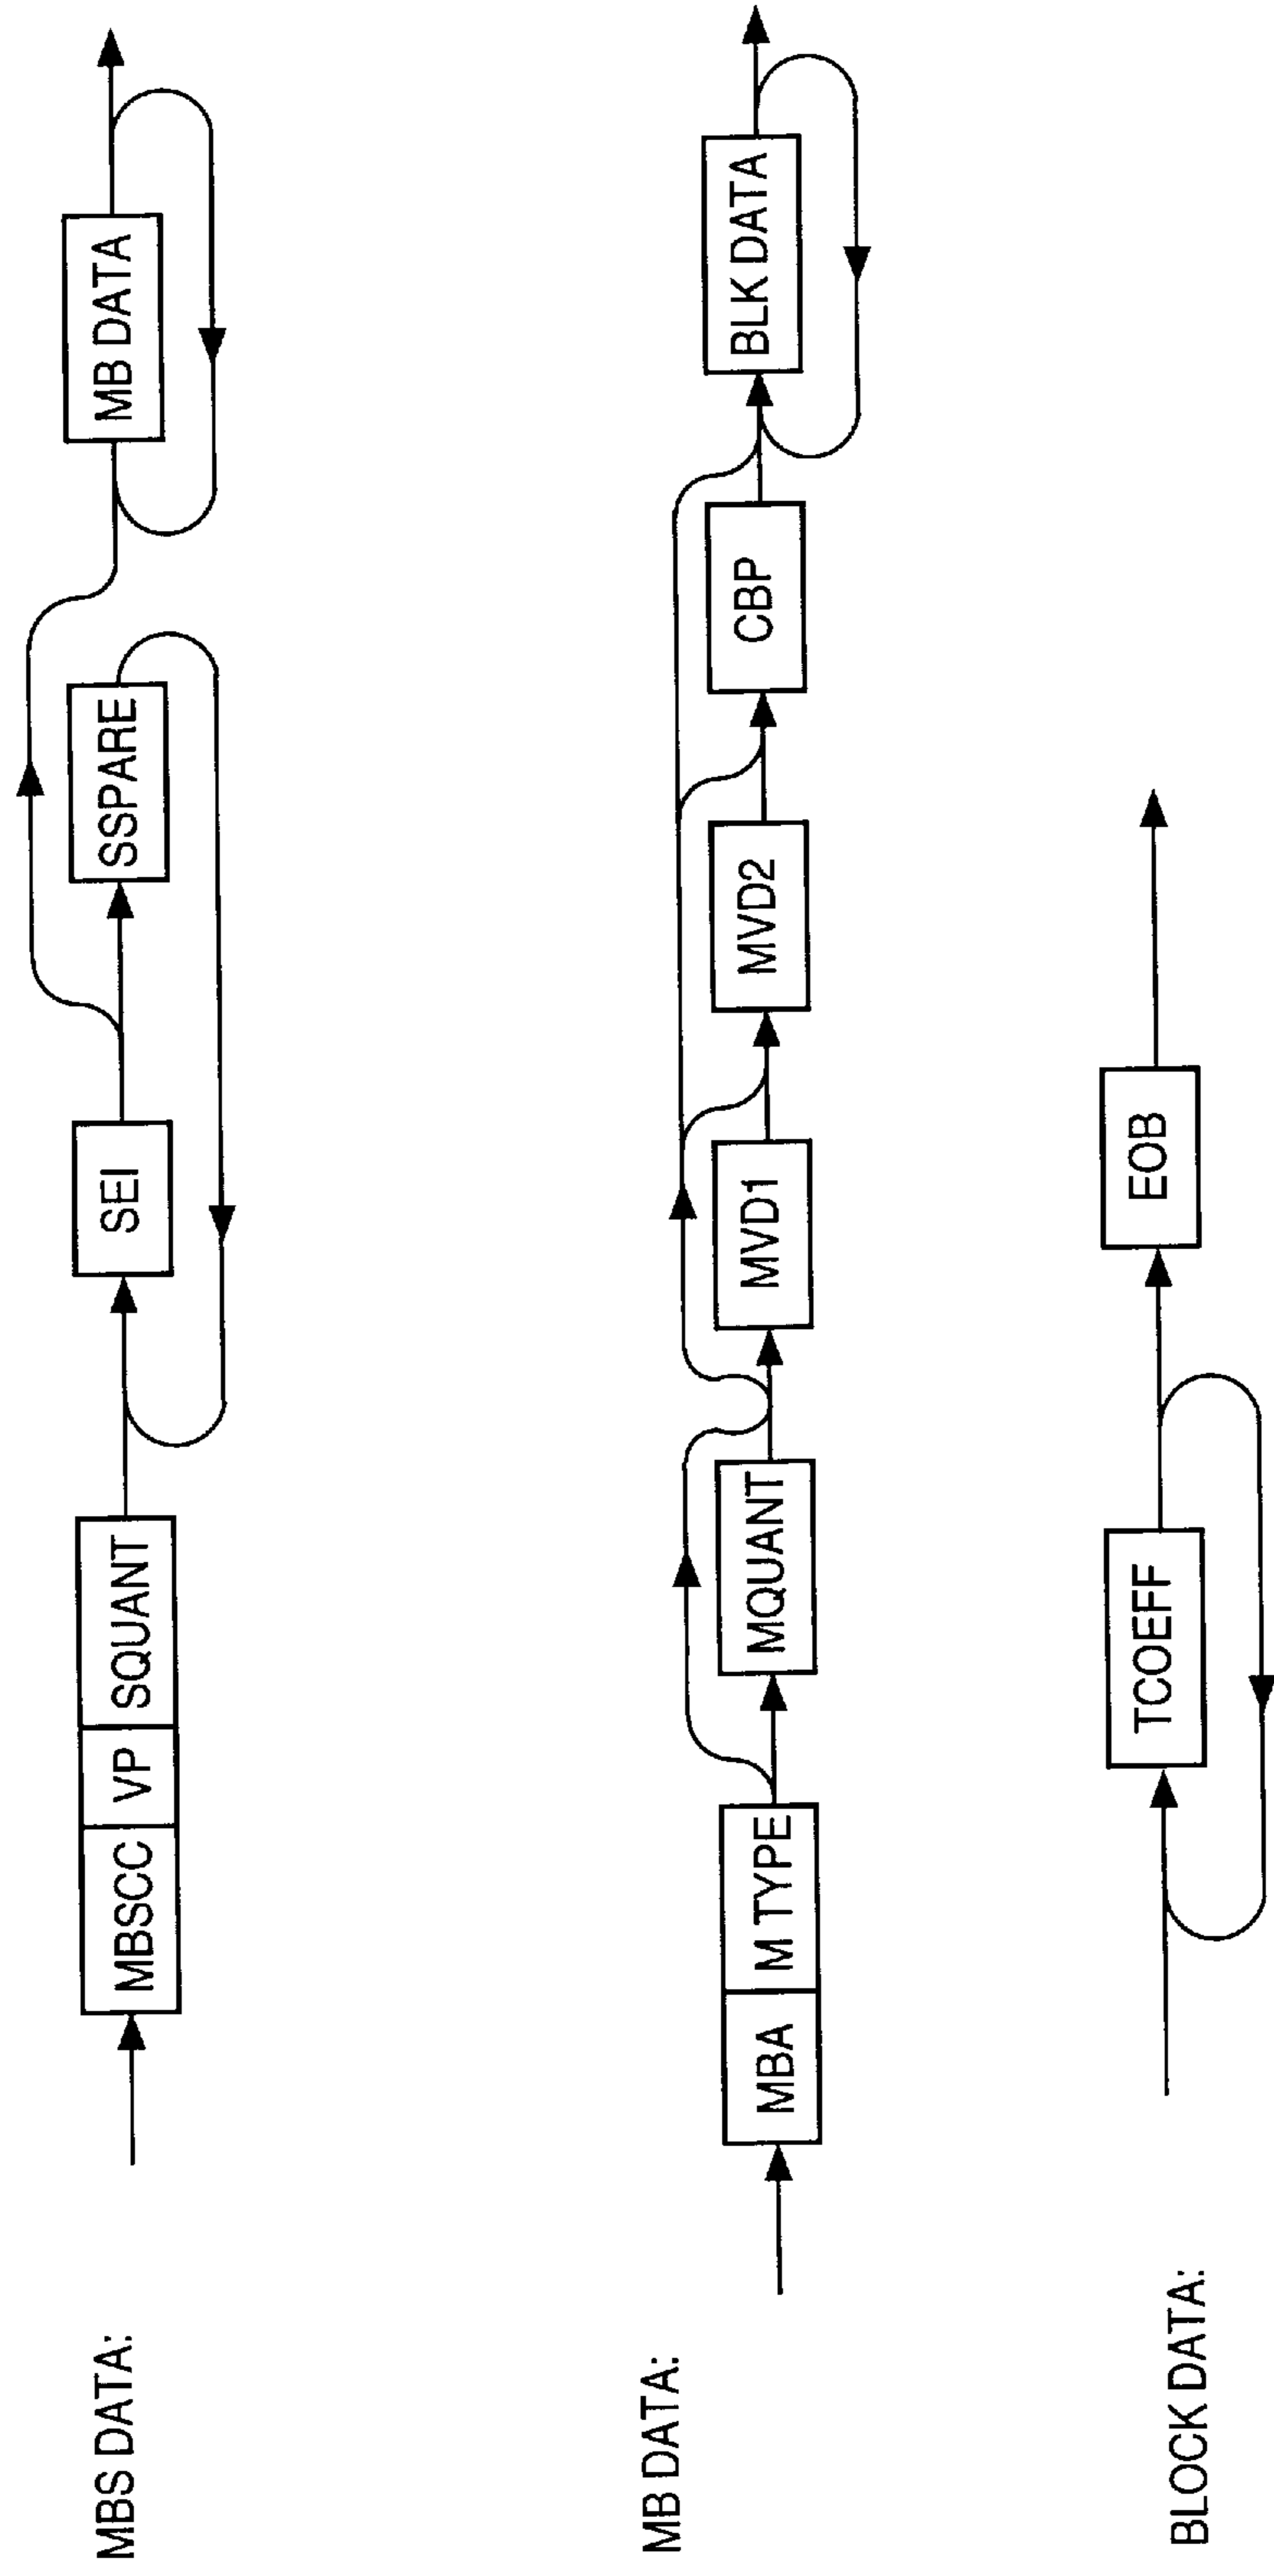 MBS DATA:
MBSCC VP SQUANT SEI SSPARE MB DATA
MB DATA:
MBA M TYPE MQUANT MVD1 MVD2 CBP BLK DATA
BLOCK DATA:
TCOEFF EOB